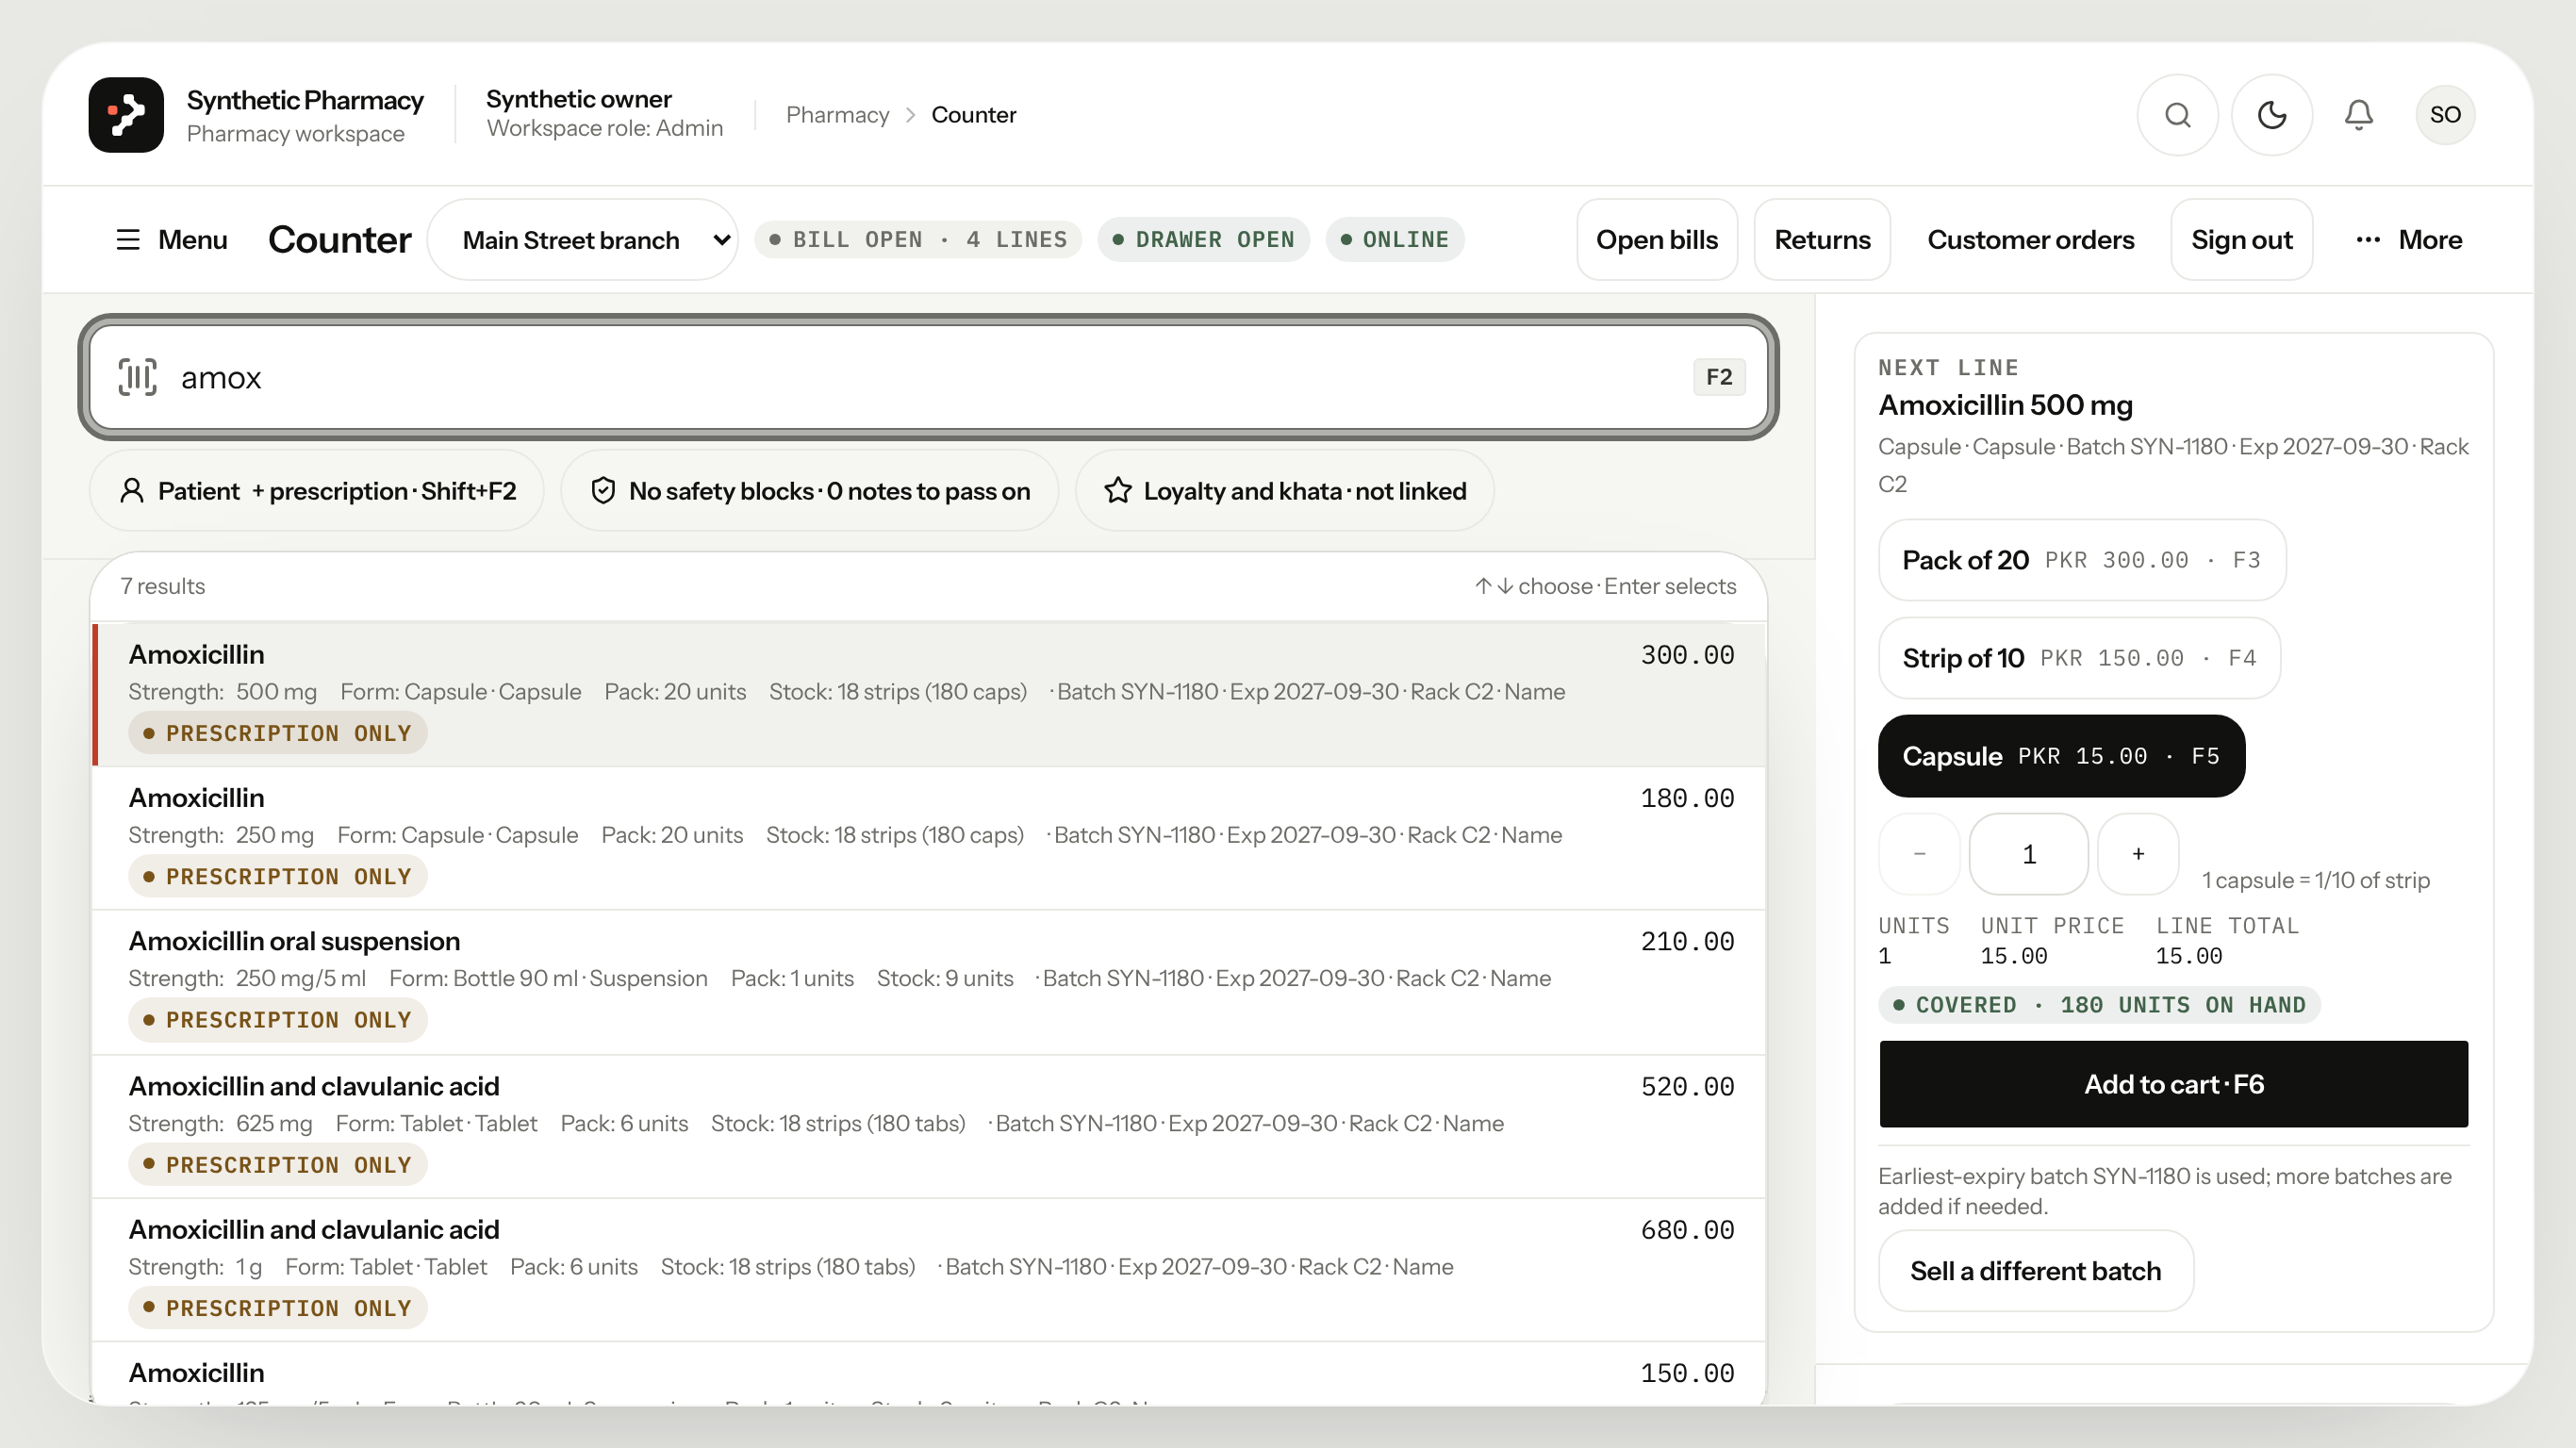 Synthetic Pharmacy
Pharmacy workspace
Synthetic owner
Workspace role: Admin
Pharmacy > Counter
SO
Menu
Counter
Main Street branch
BILL OPEN · 4 LINES
DRAWER OPEN
ONLINE
Open bills
Returns
Customer orders
Sign out
More
amox
F2
Patient + prescription · Shift+F2
No safety blocks · 0 notes to pass on
Loyalty and khata · not linked
7 results
↑↓ choose · Enter selects
Amoxicillin 300.00
Strength: 500 mg Form: Capsule · Capsule Pack: 20 units Stock: 18 strips (180 caps) · Batch SYN-1180 · Exp 2027-09-30 · Rack C2 · Name
PRESCRIPTION ONLY
Amoxicillin 180.00
Strength: 250 mg Form: Capsule · Capsule Pack: 20 units Stock: 18 strips (180 caps) · Batch SYN-1180 · Exp 2027-09-30 · Rack C2 · Name
PRESCRIPTION ONLY
Amoxicillin oral suspension 210.00
Strength: 250 mg/5 ml Form: Bottle 90 ml · Suspension Pack: 1 units Stock: 9 units · Batch SYN-1180 · Exp 2027-09-30 · Rack C2 · Name
PRESCRIPTION ONLY
Amoxicillin and clavulanic acid 520.00
Strength: 625 mg Form: Tablet · Tablet Pack: 6 units Stock: 18 strips (180 tabs) · Batch SYN-1180 · Exp 2027-09-30 · Rack C2 · Name
PRESCRIPTION ONLY
Amoxicillin and clavulanic acid 680.00
Strength: 1 g Form: Tablet · Tablet Pack: 6 units Stock: 18 strips (180 tabs) · Batch SYN-1180 · Exp 2027-09-30 · Rack C2 · Name
PRESCRIPTION ONLY
Amoxicillin 150.00
NEXT LINE
Amoxicillin 500 mg
Capsule · Capsule · Batch SYN-1180 · Exp 2027-09-30 · Rack
C2
Pack of 20 PKR 300.00 · F3
Strip of 10 PKR 150.00 · F4
Capsule PKR 15.00 · F5
− 1 + 1 capsule = 1/10 of strip
UNITS UNIT PRICE LINE TOTAL
1 15.00 15.00
COVERED · 180 UNITS ON HAND
Add to cart · F6
Earliest-expiry batch SYN-1180 is used; more batches are
added if needed.
Sell a different batch